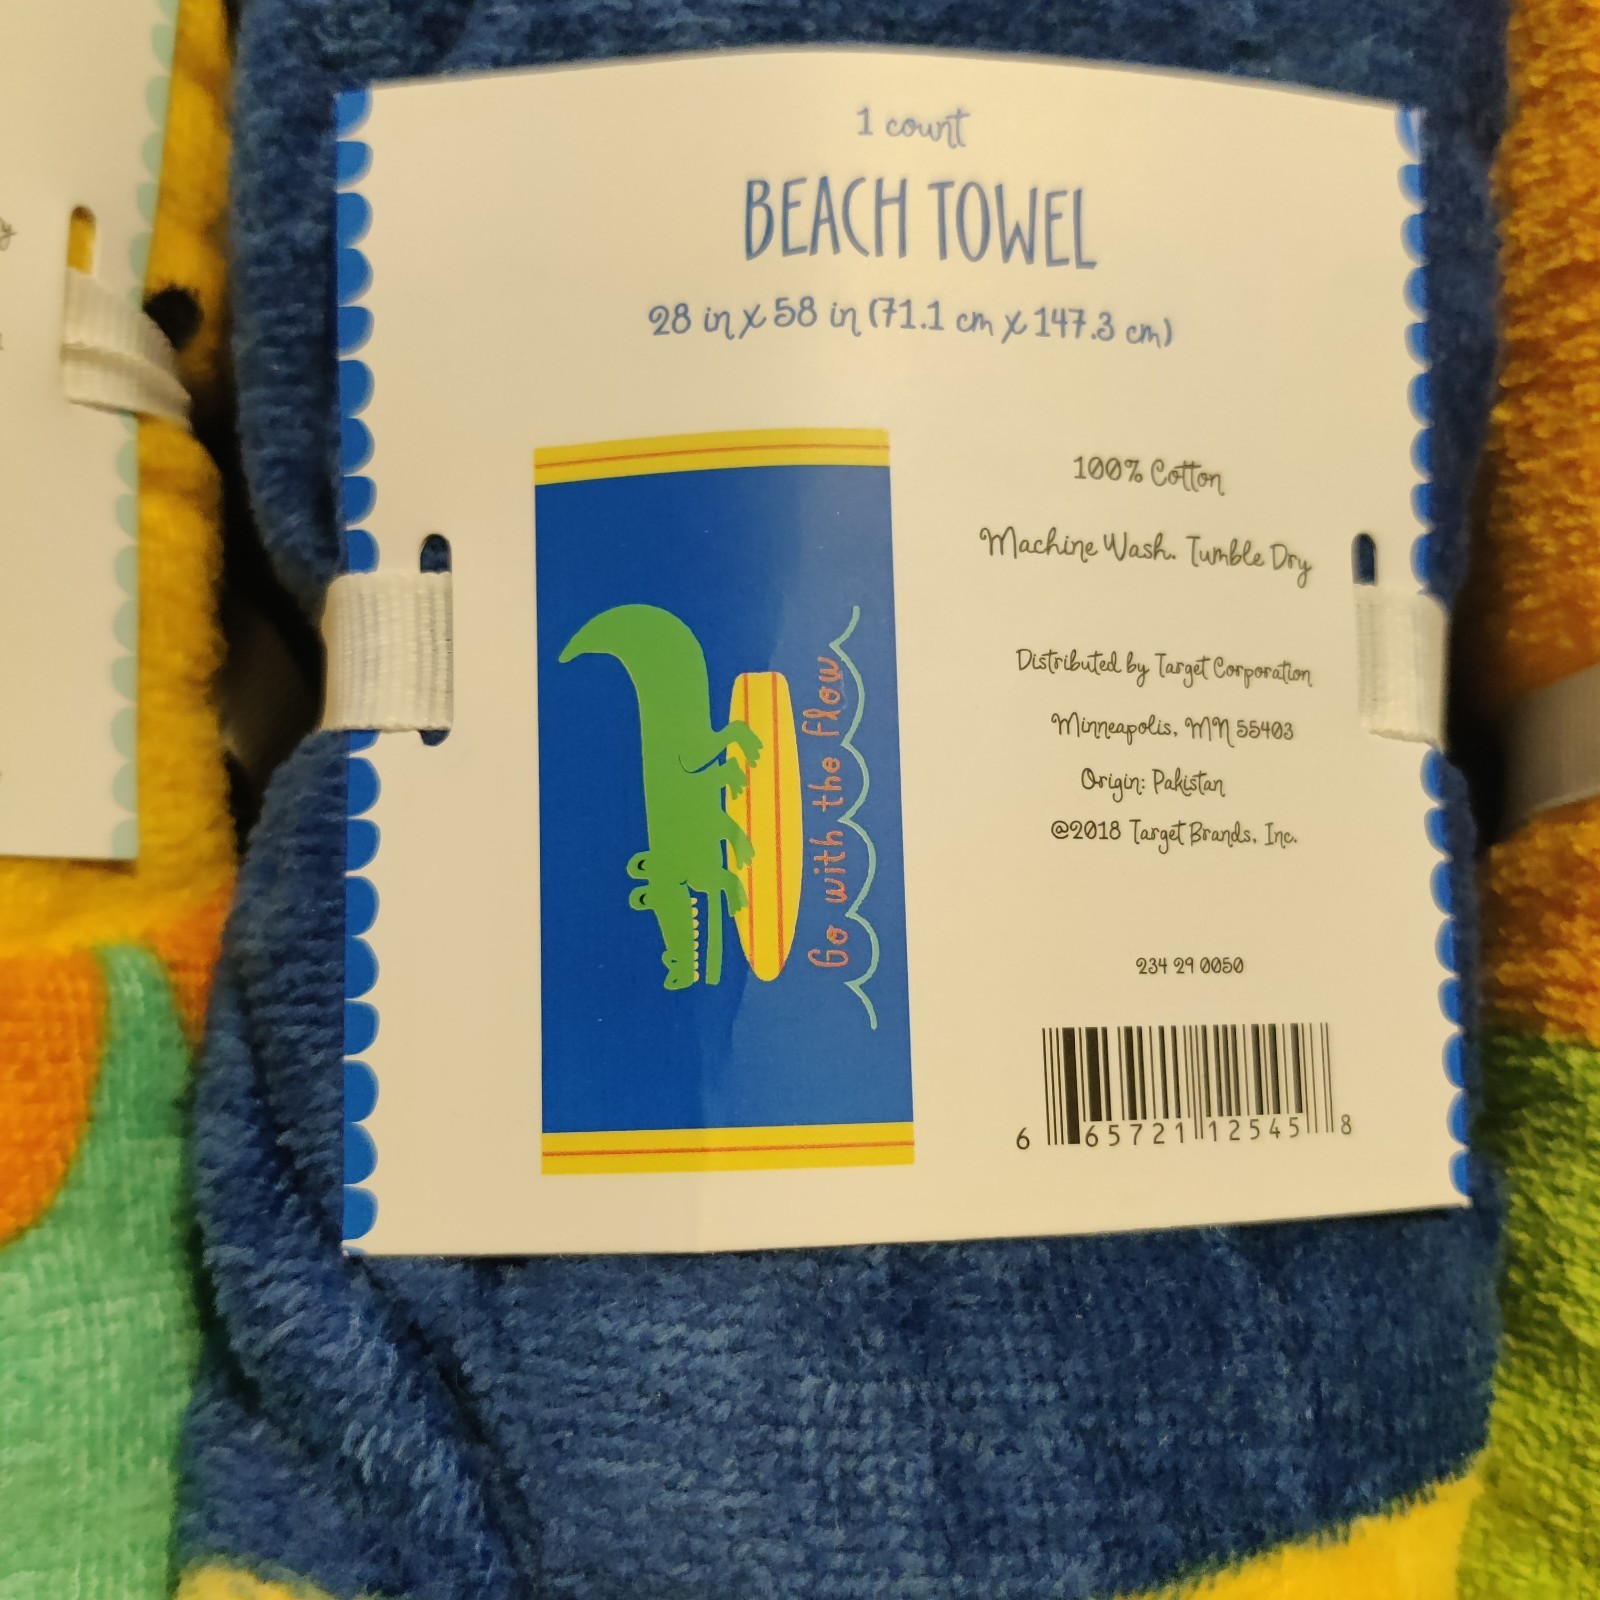 1 count
BEACH TOWEL
28 in x 58 in (71.1 cm x 147.3 cm)
Go with the flow
100% Cotton
Machine Wash. Tumble Dry
Distributed by Target Corporation
Minneapolis, MN 55403
Origin: Pakistan
@2018 Target Brands, Inc.
234 29 0050
6 65721 12545 8